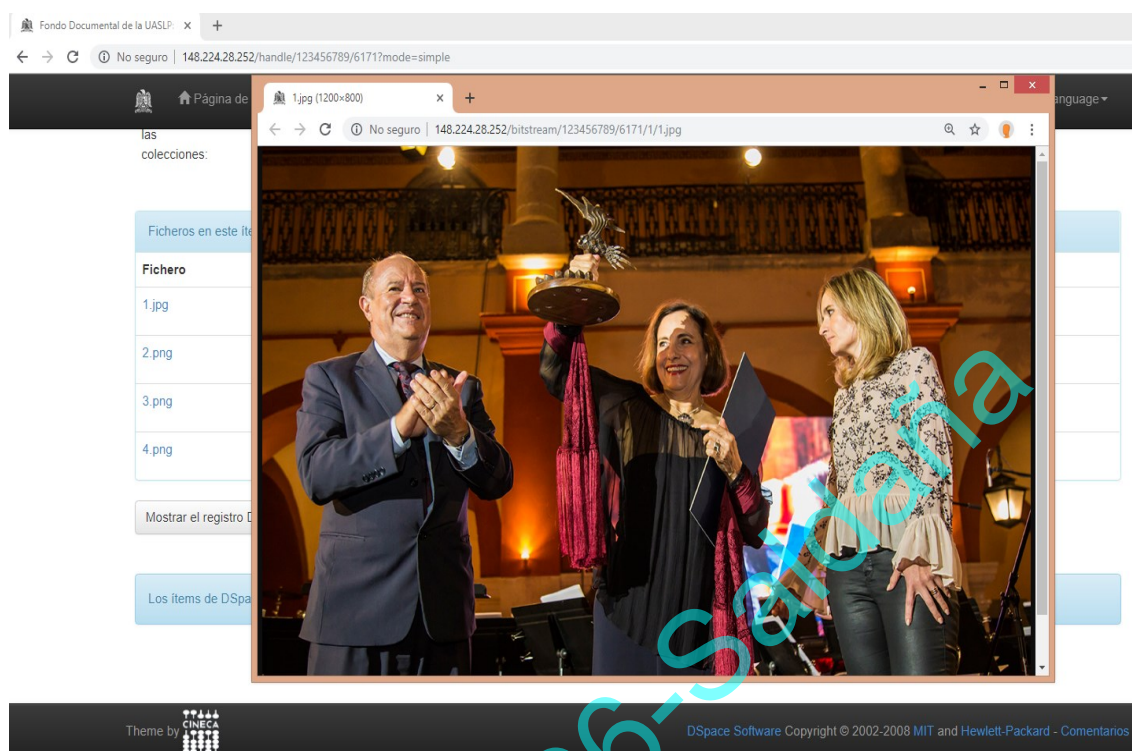 Fondo Documental de la UASLP:
No seguro | 148.224.28.252/handle/123456789/6171?mode=simple
Página de
anguage
1.jpg (1200×800)
No seguro | 148.224.28.252/bitstream/123456789/6171/1/1.jpg
las
colecciones:
Ficheros en este íte
Fichero
1.jpg
2.png
3.png
4.png
Mostrar el registro D
Los ítems de DSpa
6-Saldaña
Theme by CINECA
DSpace Software Copyright © 2002-2008 MIT and Hewlett-Packard - Comentarios